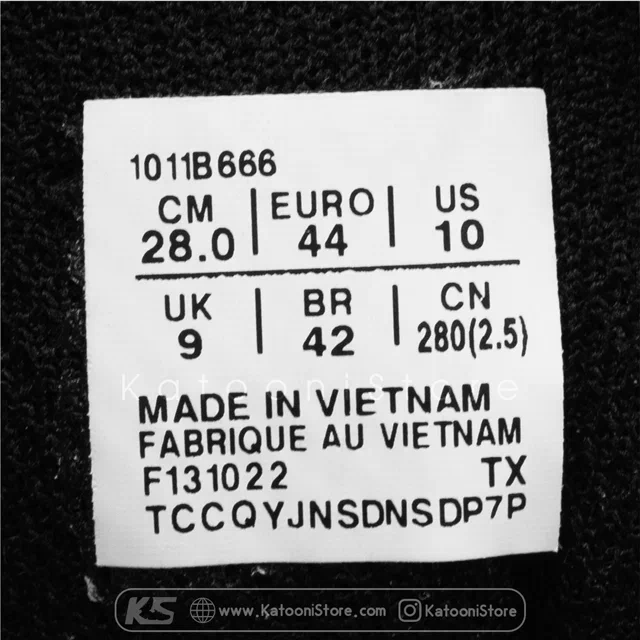 1011B666
CM | EURO | US
28.0 | 44 | 10
UK | BR | CN
9 | 42 | 280(2.5)
KatooniStore
MADE IN VIETNAM
FABRIQUE AU VIETNAM
F131022 TX
TCCQYJNSDNSDP7P
KS www.KatooniStore.com KatooniStore